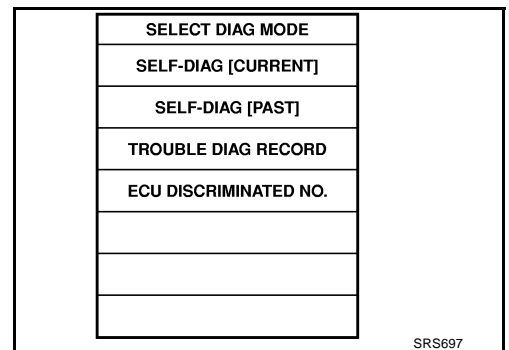 SELECT DIAG MODE
SELF-DIAG [CURRENT]
SELF-DIAG [PAST]
TROUBLE DIAG RECORD
ECU DISCRIMINATED NO.
SRS697